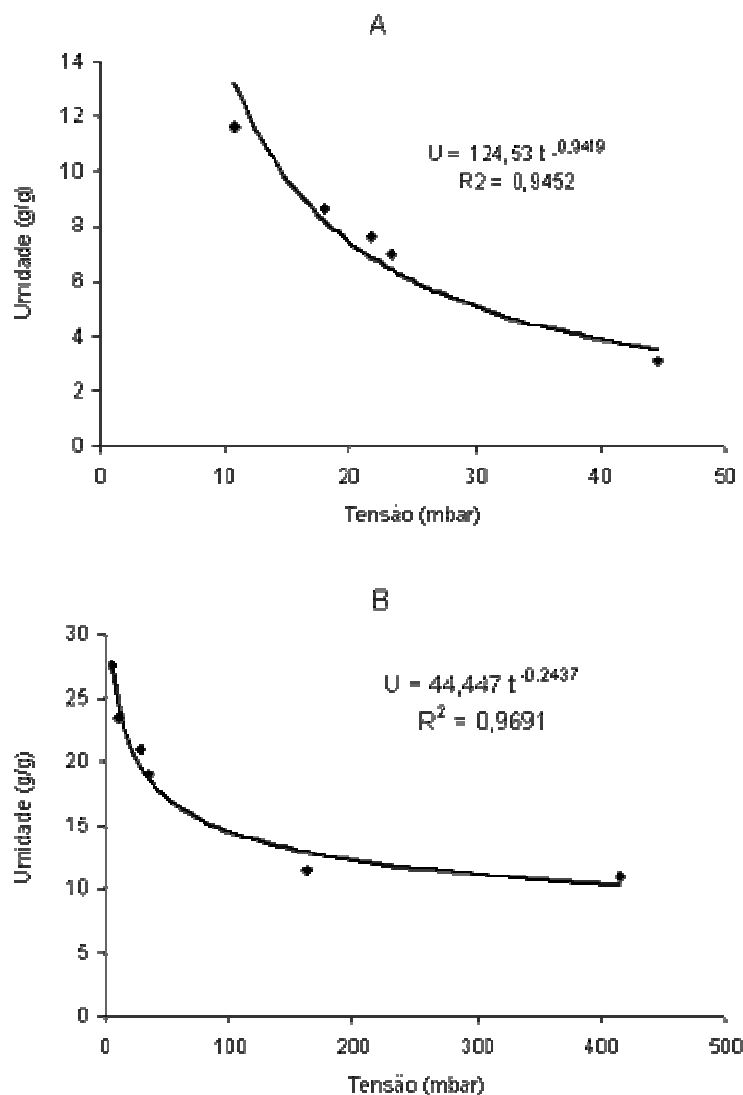 A
14
12
10
8
6
4
2
0
Umidade (g/g)
U = 124,53 t -0.9419
R2 = 0,9452
0 10 20 30 40 50
Tensão (mbar)
B
30
25
20
15
10
5
0
Umidade (g/g)
U = 44,447 t -0.2437
R2 = 0,9691
0 100 200 300 400 500
Tensão (mbar)